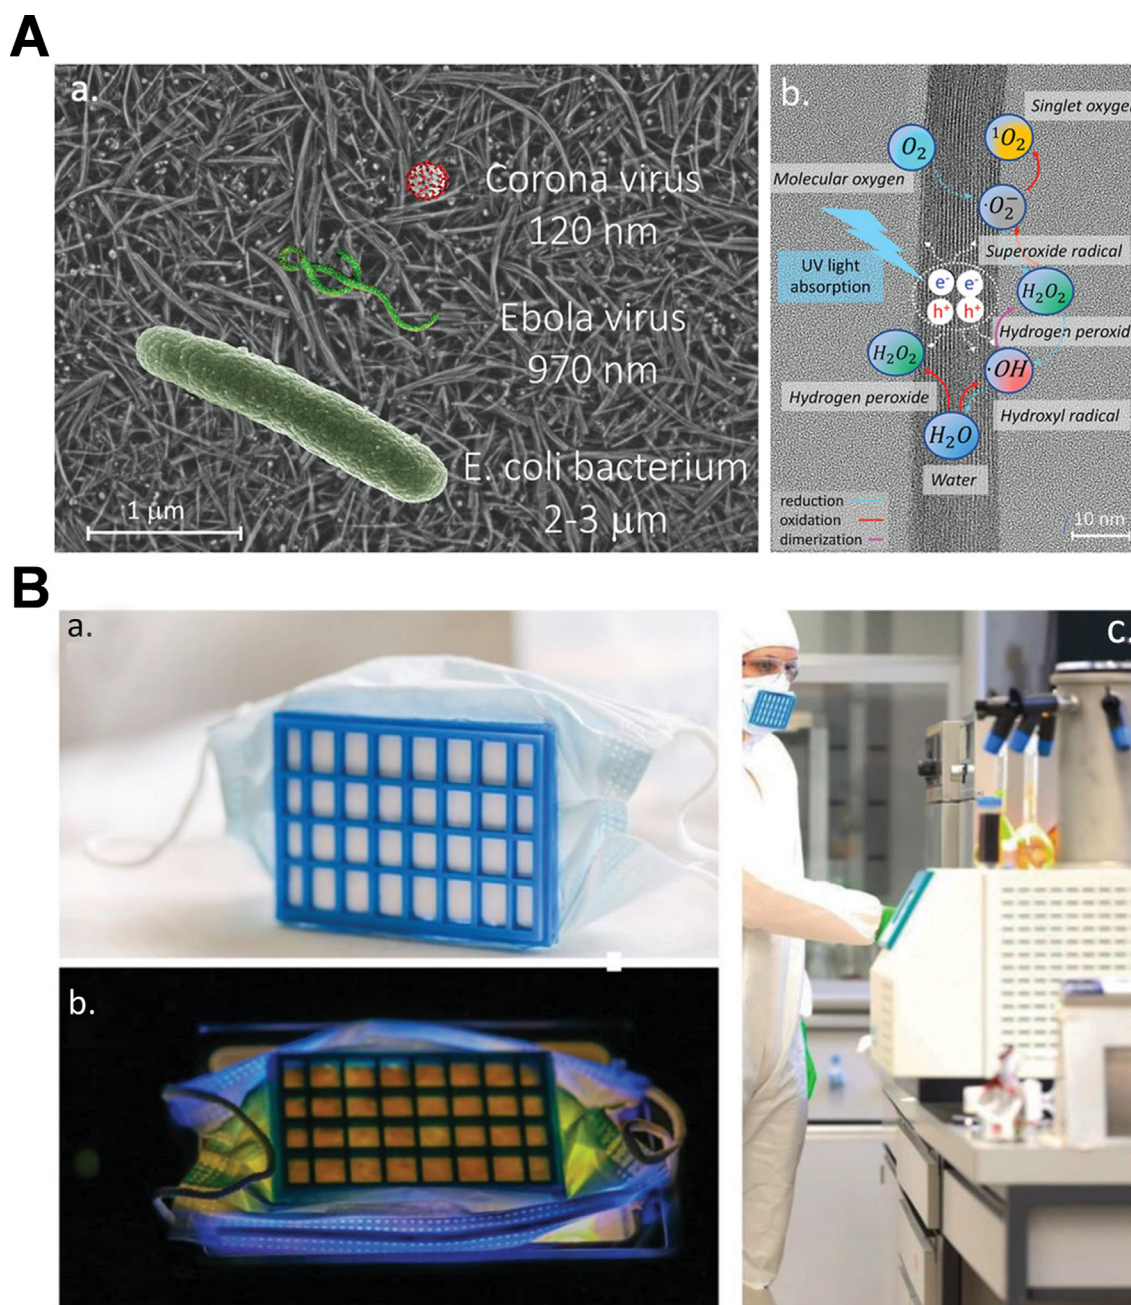 A
a.
Corona virus
120 nm
Ebola virus
970 nm
E. coli bacterium
2-3 µm
1 µm
b.
Singlet oxygen
¹O₂
O₂
Molecular oxygen
·O₂⁻
Superoxide radical
UV light
absorption
e⁻ e⁻
h⁺ h⁺
H₂O₂
Hydrogen peroxid
H₂O₂
·OH
Hydrogen peroxide
Hydroxyl radical
H₂O
Water
reduction
oxidation
dimerization
10 nm
B
a.
b.
c.